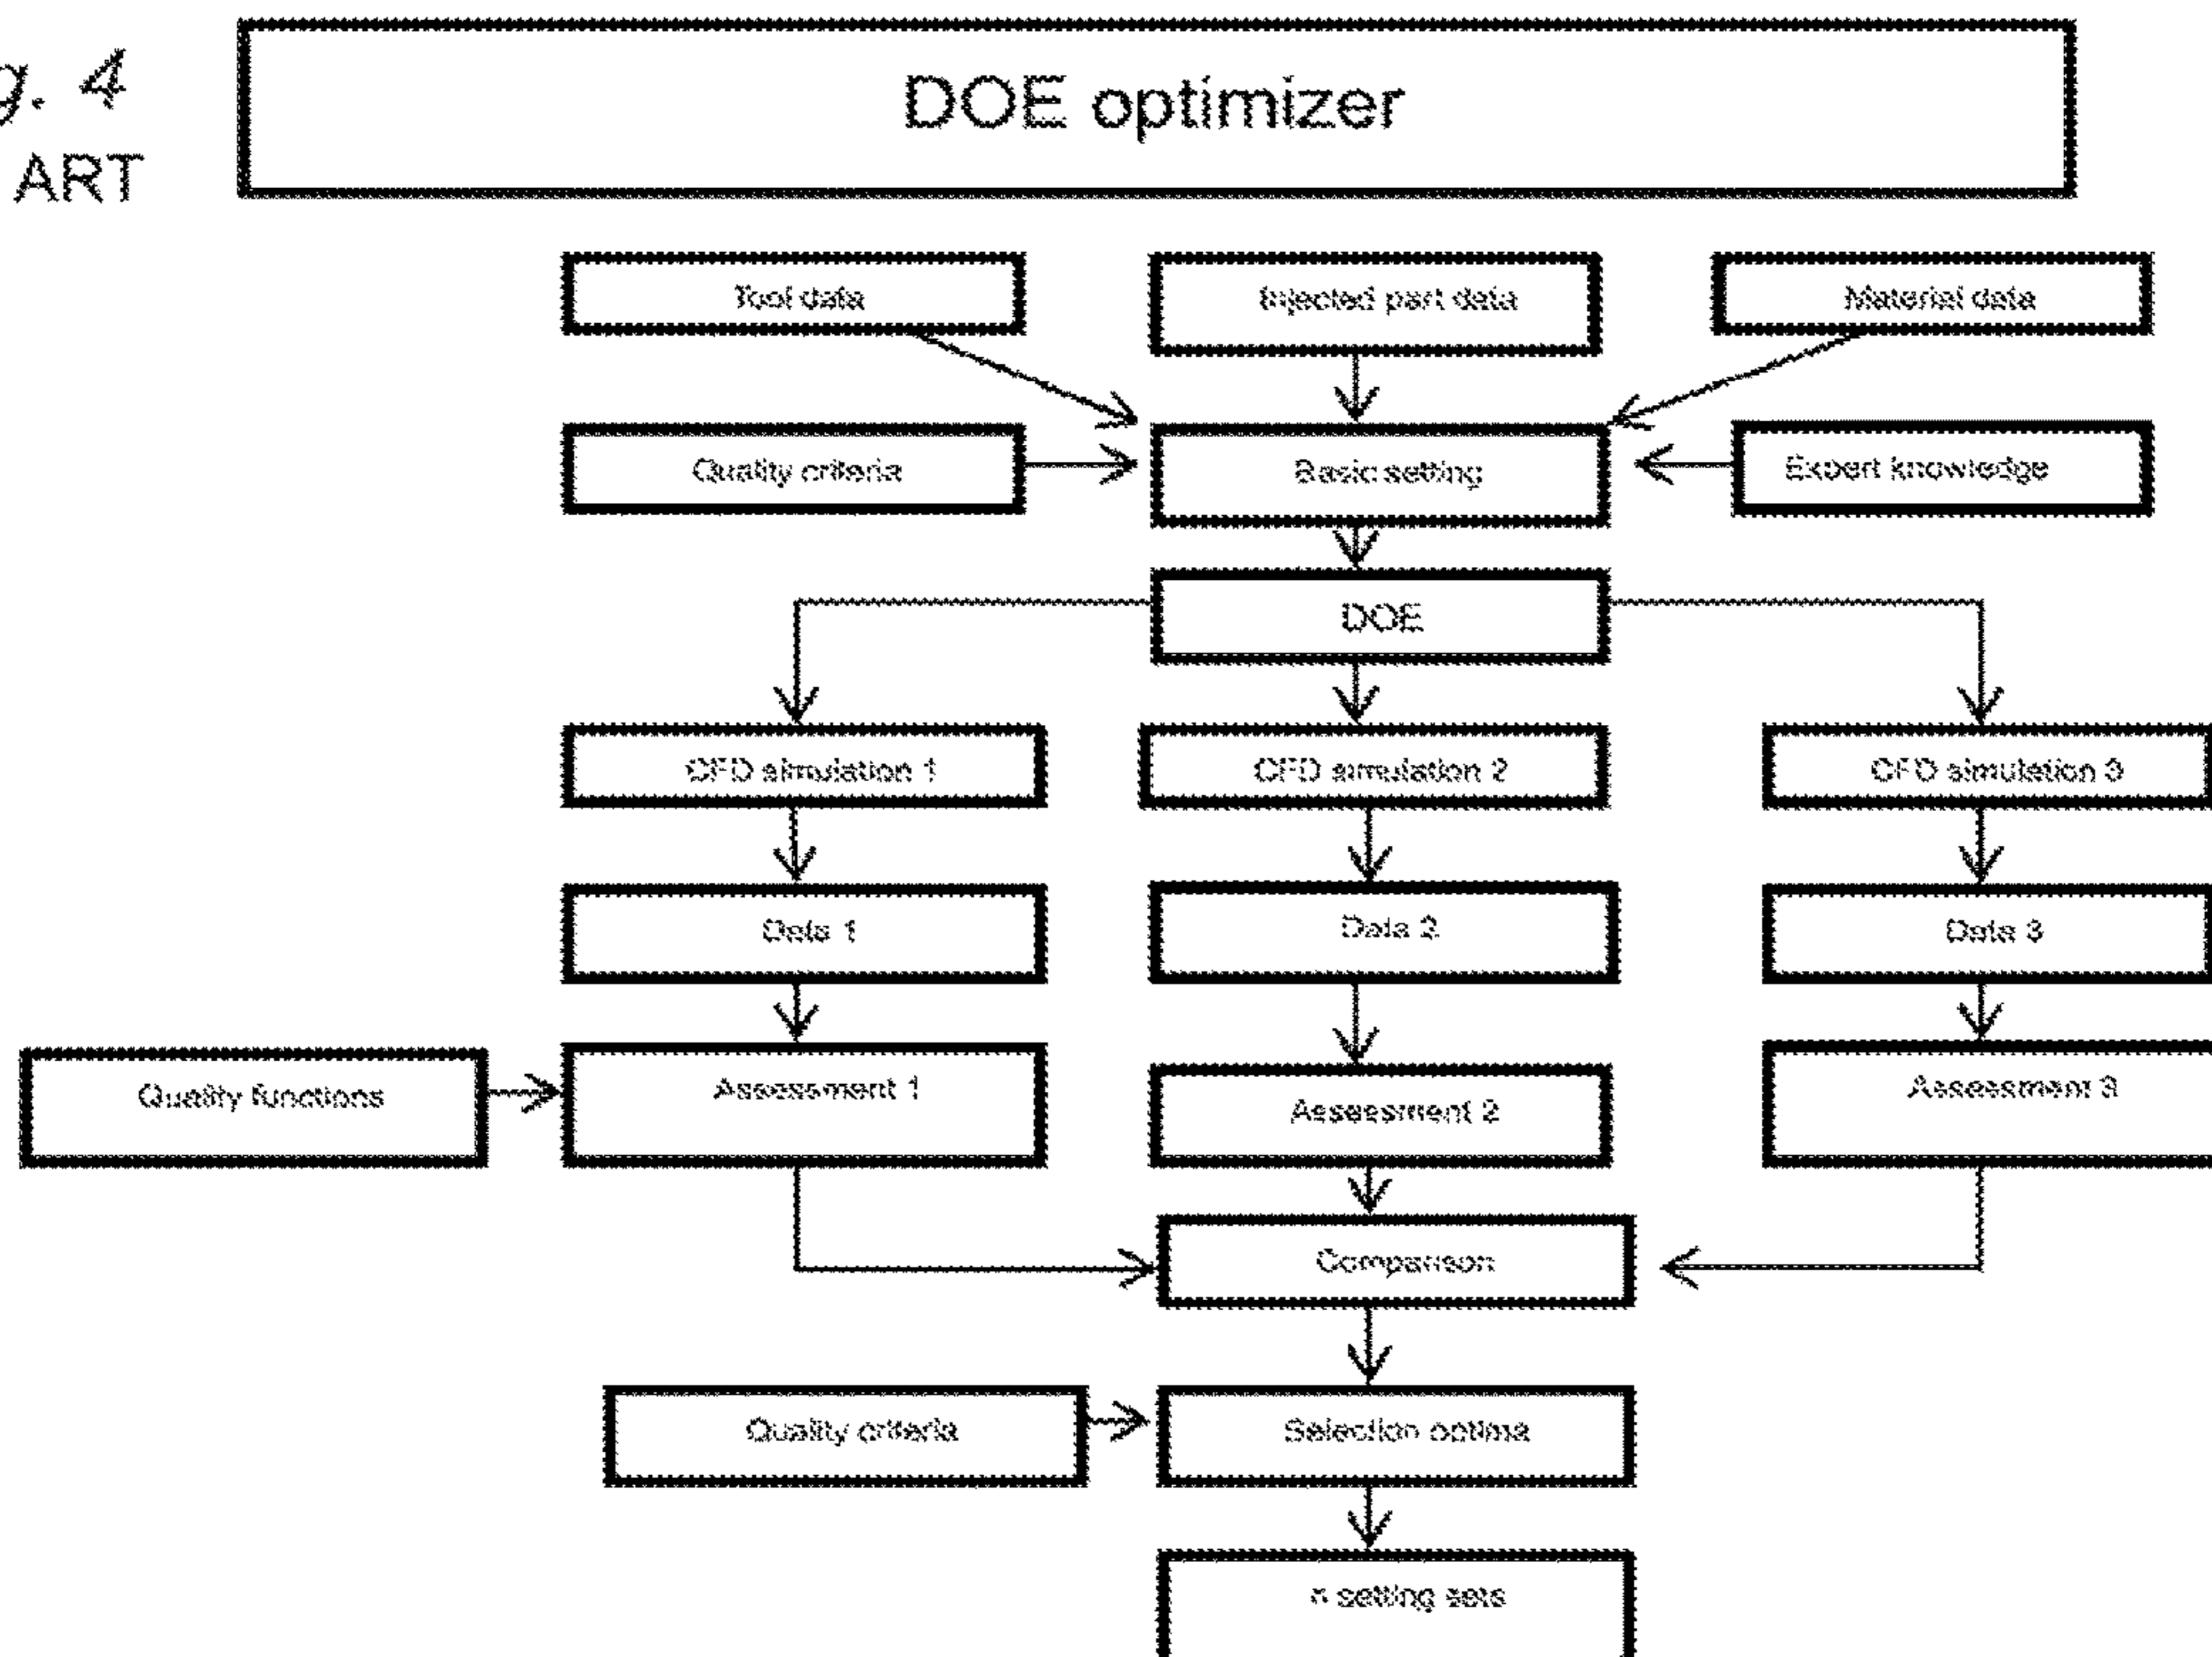 g. 4
ART
DOE optimizer
Tool data
Injected part data
Material data
Quality criteria
Basic setting
Expert knowledge
DOE
CFD simulation 1
CFD simulation 2
CFD simulation 3
Data 1
Data 2
Data 3
Quality functions
Assessment 1
Assessment 2
Assessment 3
Comparison
Quality criteria
Selection optima
n setting sets